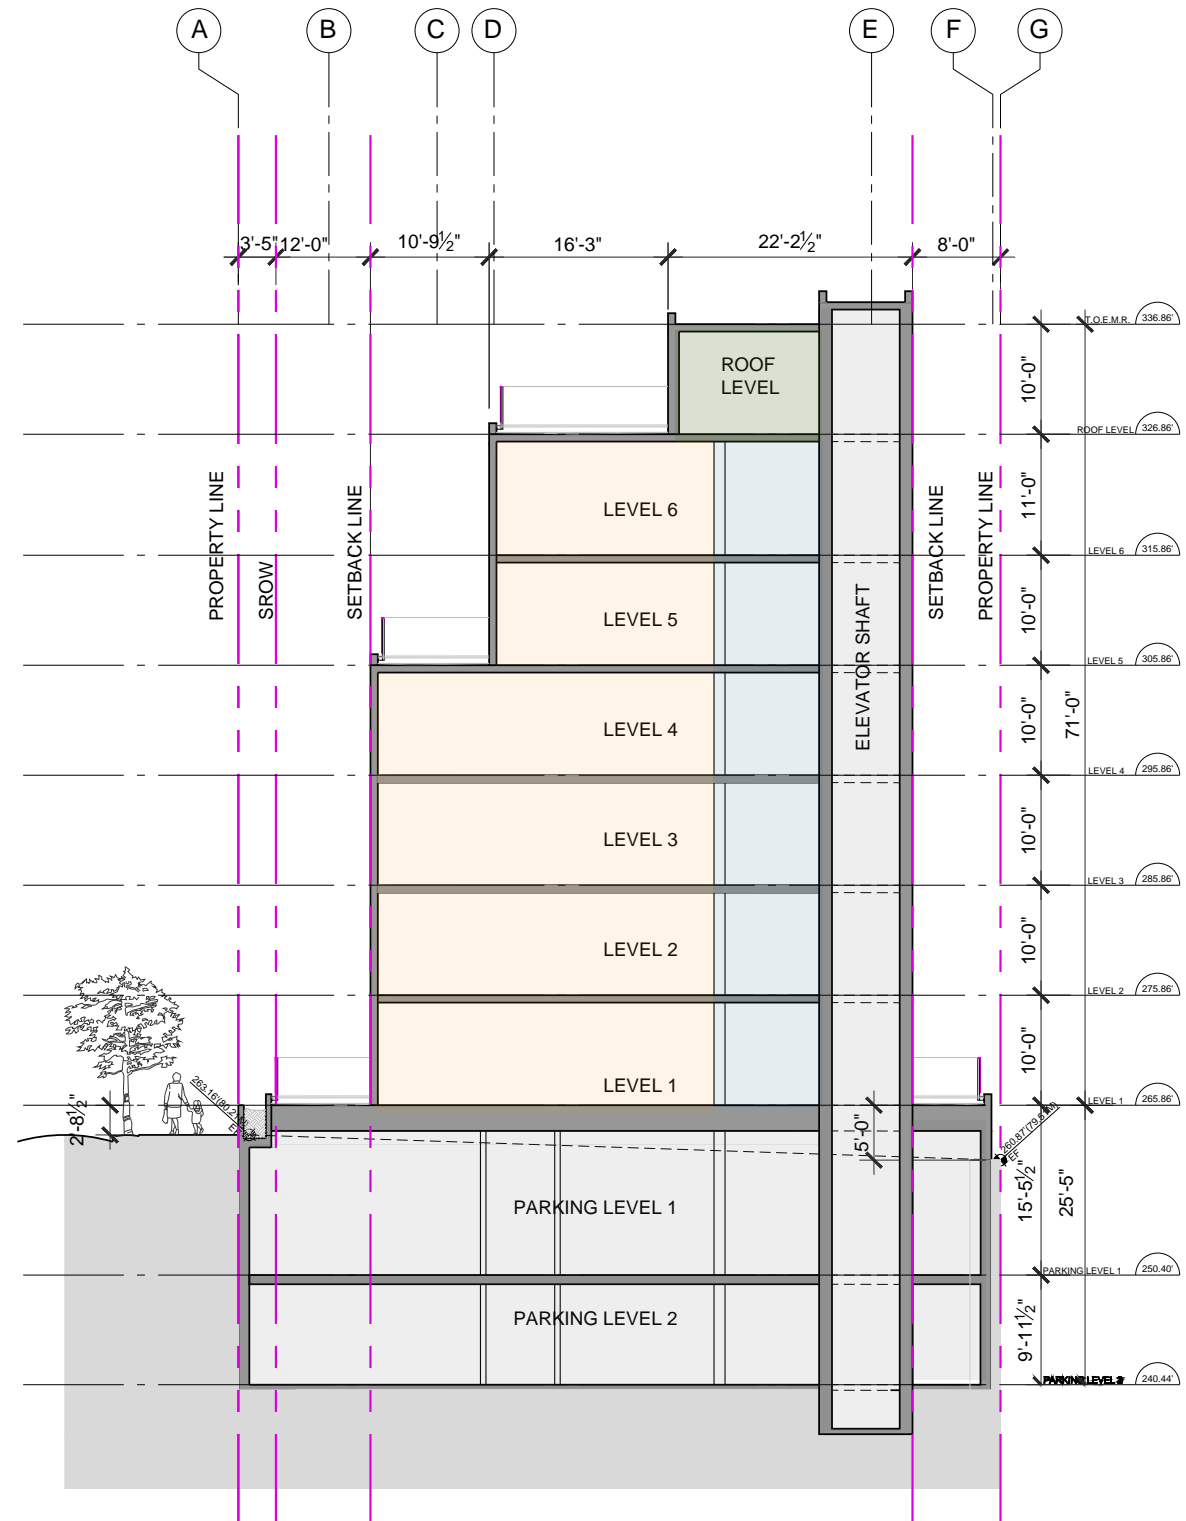 A B C D E F G
3'-5" 12'-0" 10'-9½" 16'-3" 22'-2½" 8'-0"
T.O.E.M.R. 336.86'
ROOF
LEVEL
10'-0"
ROOF LEVEL 326.86'
PROPERTY LINE
SROW
SETBACK LINE
LEVEL 6
SETBACK LINE
PROPERTY LINE
11'-0"
LEVEL 6 315.86'
LEVEL 5
10'-0"
ELEVATOR SHAFT
LEVEL 5 305.86'
LEVEL 4
10'-0"
71'-0"
LEVEL 4 295.86'
LEVEL 3
10'-0"
LEVEL 3 285.86'
LEVEL 2
10'-0"
LEVEL 2 275.86'
LEVEL 1
10'-0"
LEVEL 1 265.86'
2'-8½"
5'-0"
EF
PARKING LEVEL 1
15'-5½"
25'-5"
PARKING LEVEL 1 250.40'
PARKING LEVEL 2
9'-11½"
240.44'